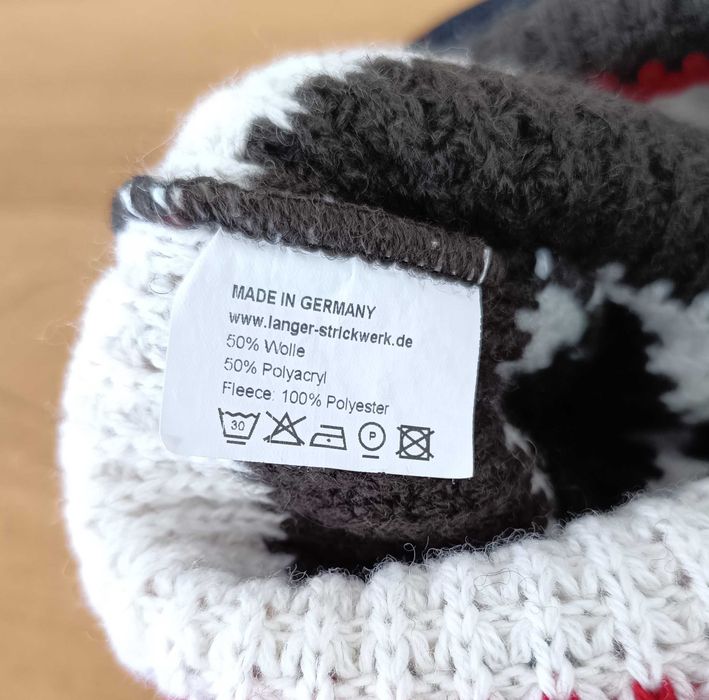 MADE IN GERMANY
www.langer-strickwerk.de
50% Wolle
50% Polyacryl
Fleece: 100% Polyester
30 P